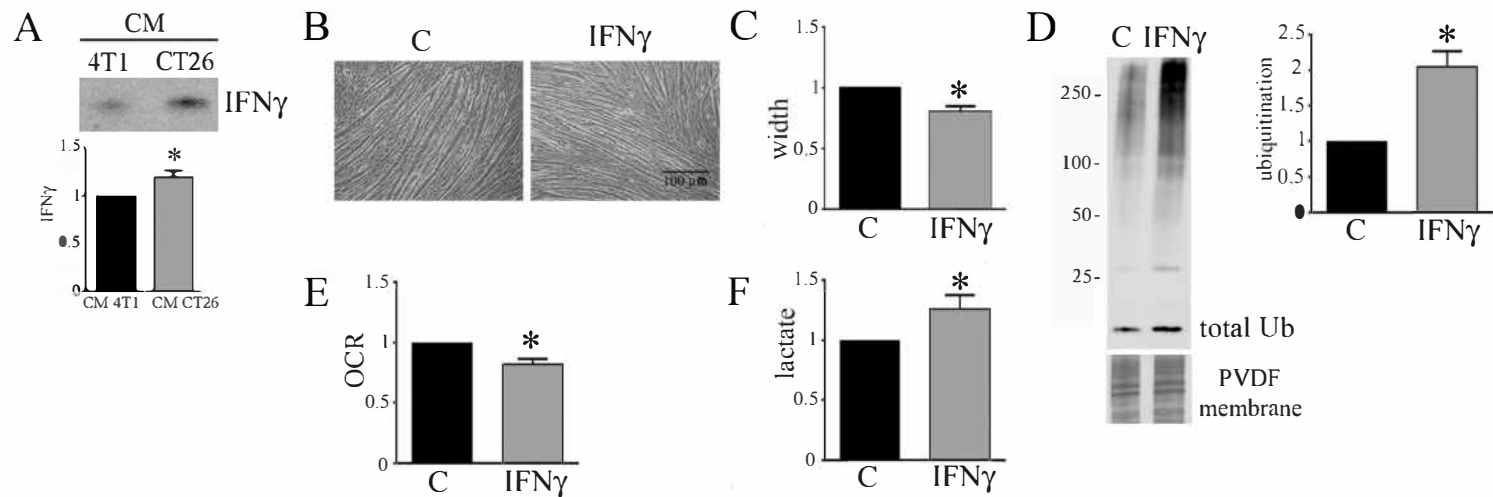 A
CM
4T1 CT26
IFNγ
1.5
*
1
IFNγ
0.5
0
CM 4T1 CM CT26
B
C IFNγ
100 μm
C
1.5
1
*
width
0.5
0
C IFNγ
D
C IFNγ
250-
100-
50-
25-
total Ub
PVDF
membrane
2.5
*
2
1.5
ubiquitination
1
0.5
0
C IFNγ
E
1.5
1
*
OCR
0.5
0
C IFNγ
F
1.5
*
1
lactate
0.5
0
C IFNγ